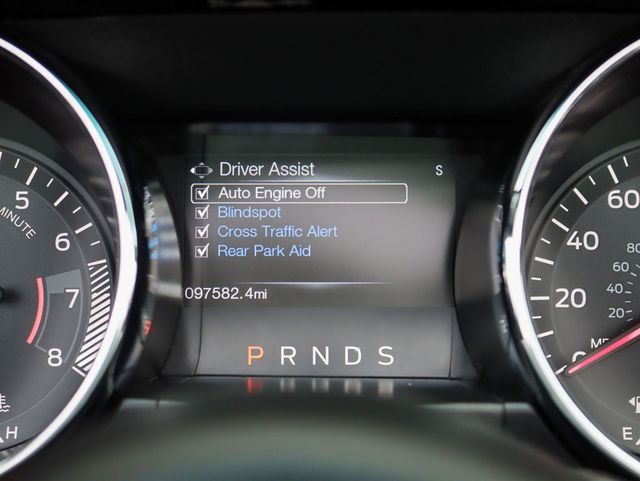 Driver Assist S
Auto Engine Off
Blindspot
Cross Traffic Alert
Rear Park Aid
097582.4mi
P R N D S
5
6
7
8
MINUTE
H
60
40
20
0
80
60
40
20
E